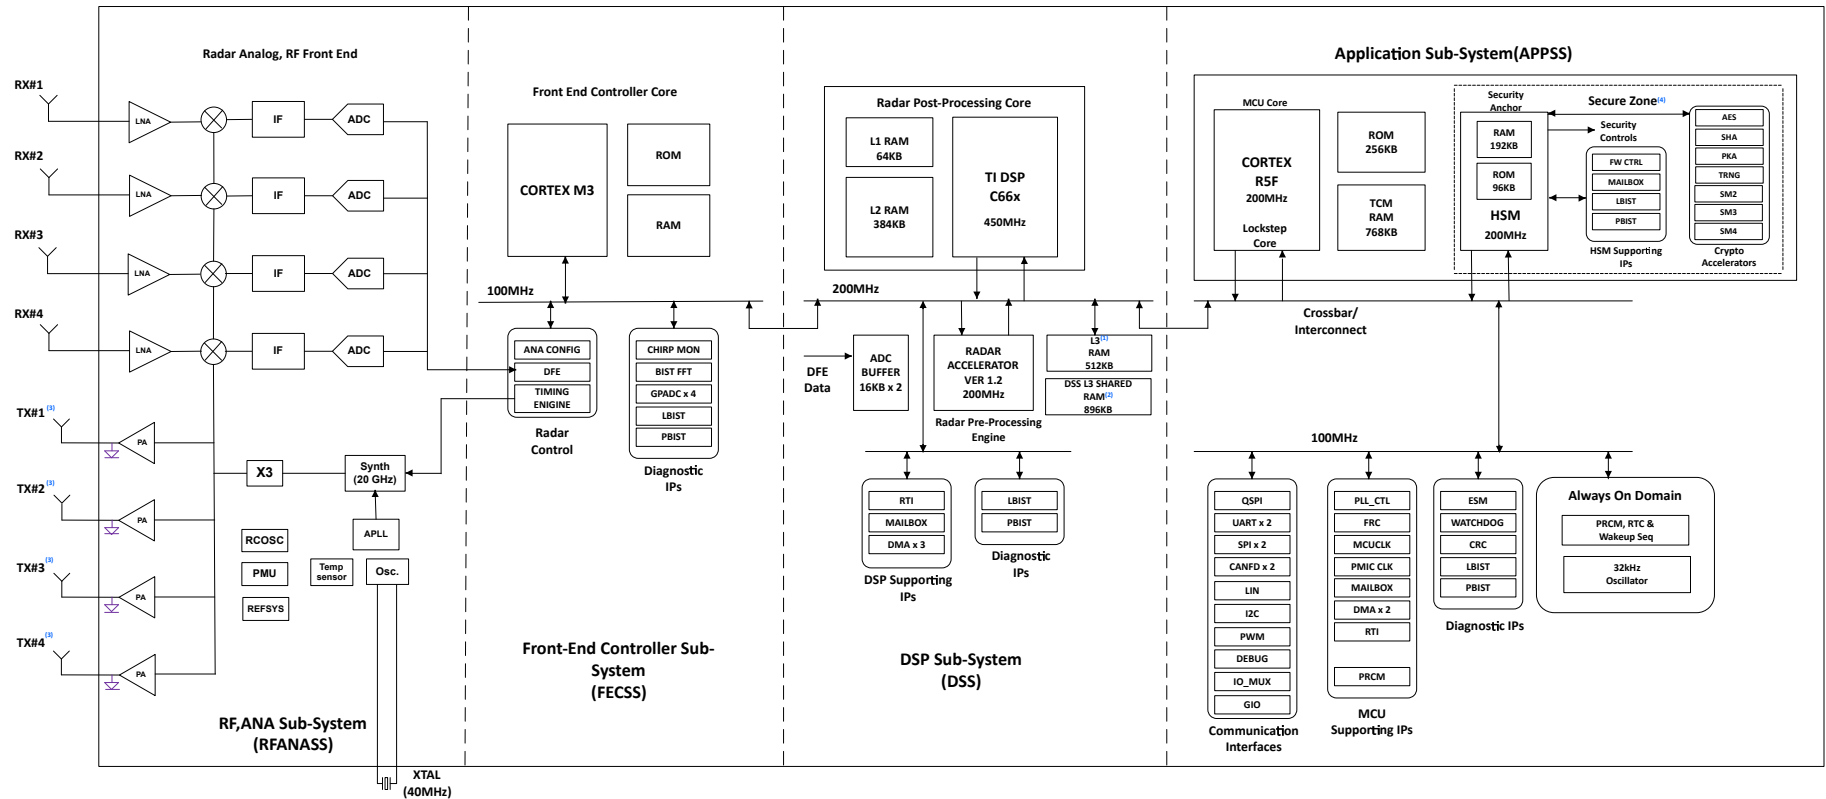 Radar Analog, RF Front End
RX#1
LNA
IF
ADC
RX#2
LNA
IF
ADC
RX#3
LNA
IF
ADC
RX#4
LNA
IF
ADC
TX#1 (3)
PA
TX#2 (3)
PA
TX#3 (3)
PA
TX#4 (3)
PA
X3
Synth
(20 GHz)
APLL
RCOSC
PMU
REFSYS
Temp
sensor
Osc.
RF,ANA Sub-System
(RFANASS)
XTAL
(40MHz)
Front End Controller Core
CORTEX M3
ROM
RAM
100MHz
ANA CONFIG
DFE
TIMING
ENIGINE
Radar
Control
CHIRP MON
BIST FFT
GPADC x 4
LBIST
PBIST
Diagnostic
IPs
Front-End Controller Sub-
System
(FECSS)
Radar Post-Processing Core
L1 RAM
64KB
L2 RAM
384KB
TI DSP
C66x
450MHz
200MHz
DFE
Data
ADC
BUFFER
16KB x 2
RADAR
ACCELERATOR
VER 1.2
200MHz
Radar Pre-Processing
Engine
L3(1)
RAM
512KB
DSS L3 SHARED
RAM(2)
896KB
RTI
MAILBOX
DMA x 3
DSP Supporting
IPs
LBIST
PBIST
Diagnostic
IPs
DSP Sub-System
(DSS)
Application Sub-System(APPSS)
MCU Core
CORTEX
R5F
200MHz
Lockstep
Core
ROM
256KB
TCM
RAM
768KB
Security
Anchor
RAM
192KB
ROM
96KB
HSM
200MHz
Secure Zone(4)
Security
Controls
FW CTRL
MAILBOX
LBIST
PBIST
HSM Supporting
IPs
AES
SHA
PKA
TRNG
SM2
SM3
SM4
Crypto
Accelerators
Crossbar/
Interconnect
100MHz
QSPI
UART x 2
SPI x 2
CANFD x 2
LIN
I2C
PWM
DEBUG
IO_MUX
GIO
Communication
Interfaces
PLL_CTL
FRC
MCUCLK
PMIC CLK
MAILBOX
DMA x 2
RTI
PRCM
MCU
Supporting IPs
ESM
WATCHDOG
CRC
LBIST
PBIST
Diagnostic IPs
Always On Domain
PRCM, RTC &
Wakeup Seq
32kHz
Oscillator